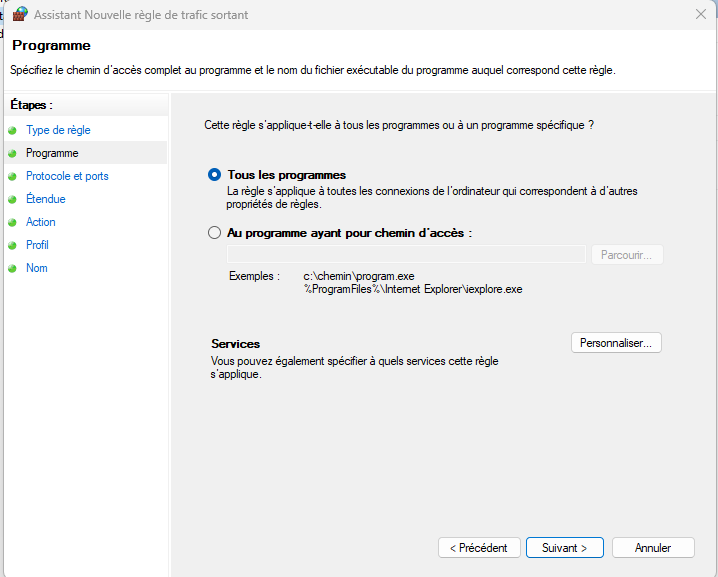 Assistant Nouvelle règle de trafic sortant
Programme
Spécifiez le chemin d'accès complet au programme et le nom du fichier exécutable du programme auquel correspond cette règle.
Étapes :
Type de règle
Programme
Protocole et ports
Étendue
Action
Profil
Nom
Cette règle s'applique-t-elle à tous les programmes ou à un programme spécifique ?
Tous les programmes
La règle s'applique à toutes les connexions de l'ordinateur qui correspondent à d'autres
propriétés de règles.
Au programme ayant pour chemin d'accès :
Parcourir...
Exemples :
c:\chemin\program.exe
%ProgramFiles%\Internet Explorer\iexplore.exe
Services
Personnaliser...
Vous pouvez également spécifier à quels services cette règle
s'applique.
< Précédent
Suivant >
Annuler